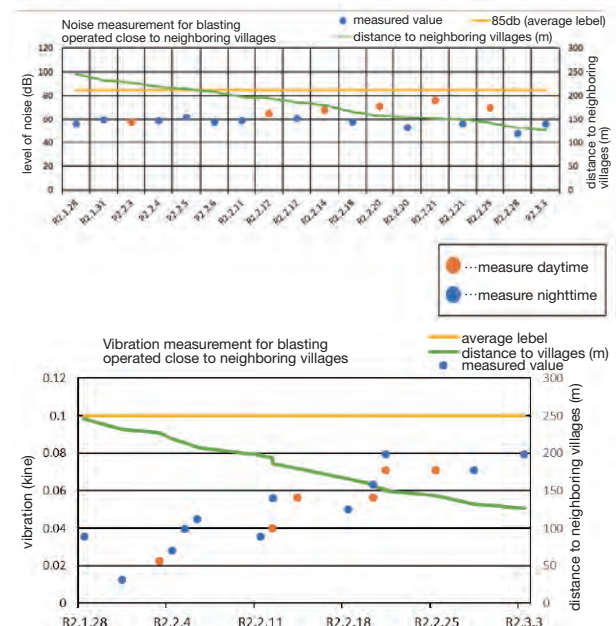 Noise measurement for blasting
operated close to neighboring villages
measured value
85db (average lebel)
distance to neighboring villages (m)
120
100
80
60
40
20
0
level of noise (dB)
300
250
200
150
100
50
0
distance to neighboring
villages (m)
R2.1.28
R2.1.31
R2.2.3
R2.2.4
R2.2.5
R2.2.6
R2.2.11
R2.2.12
R2.2.12
R2.2.14
R2.2.18
R2.2.20
R2.2.20
R2.2.21
R2.2.21
R2.2.25
R2.2.28
R2.3.3
…measure daytime
…measure nighttime
Vibration measurement for blasting
operated close to neighboring villages
average lebel
distance to villages (m)
measured value
0.12
0.1
0.08
0.06
0.04
0.02
0
vibration (kine)
300
250
200
150
100
50
0
distance to neighboring villages (m)
R2.1.28
R2.2.4
R2.2.11
R2.2.18
R2.2.25
R2.3.3